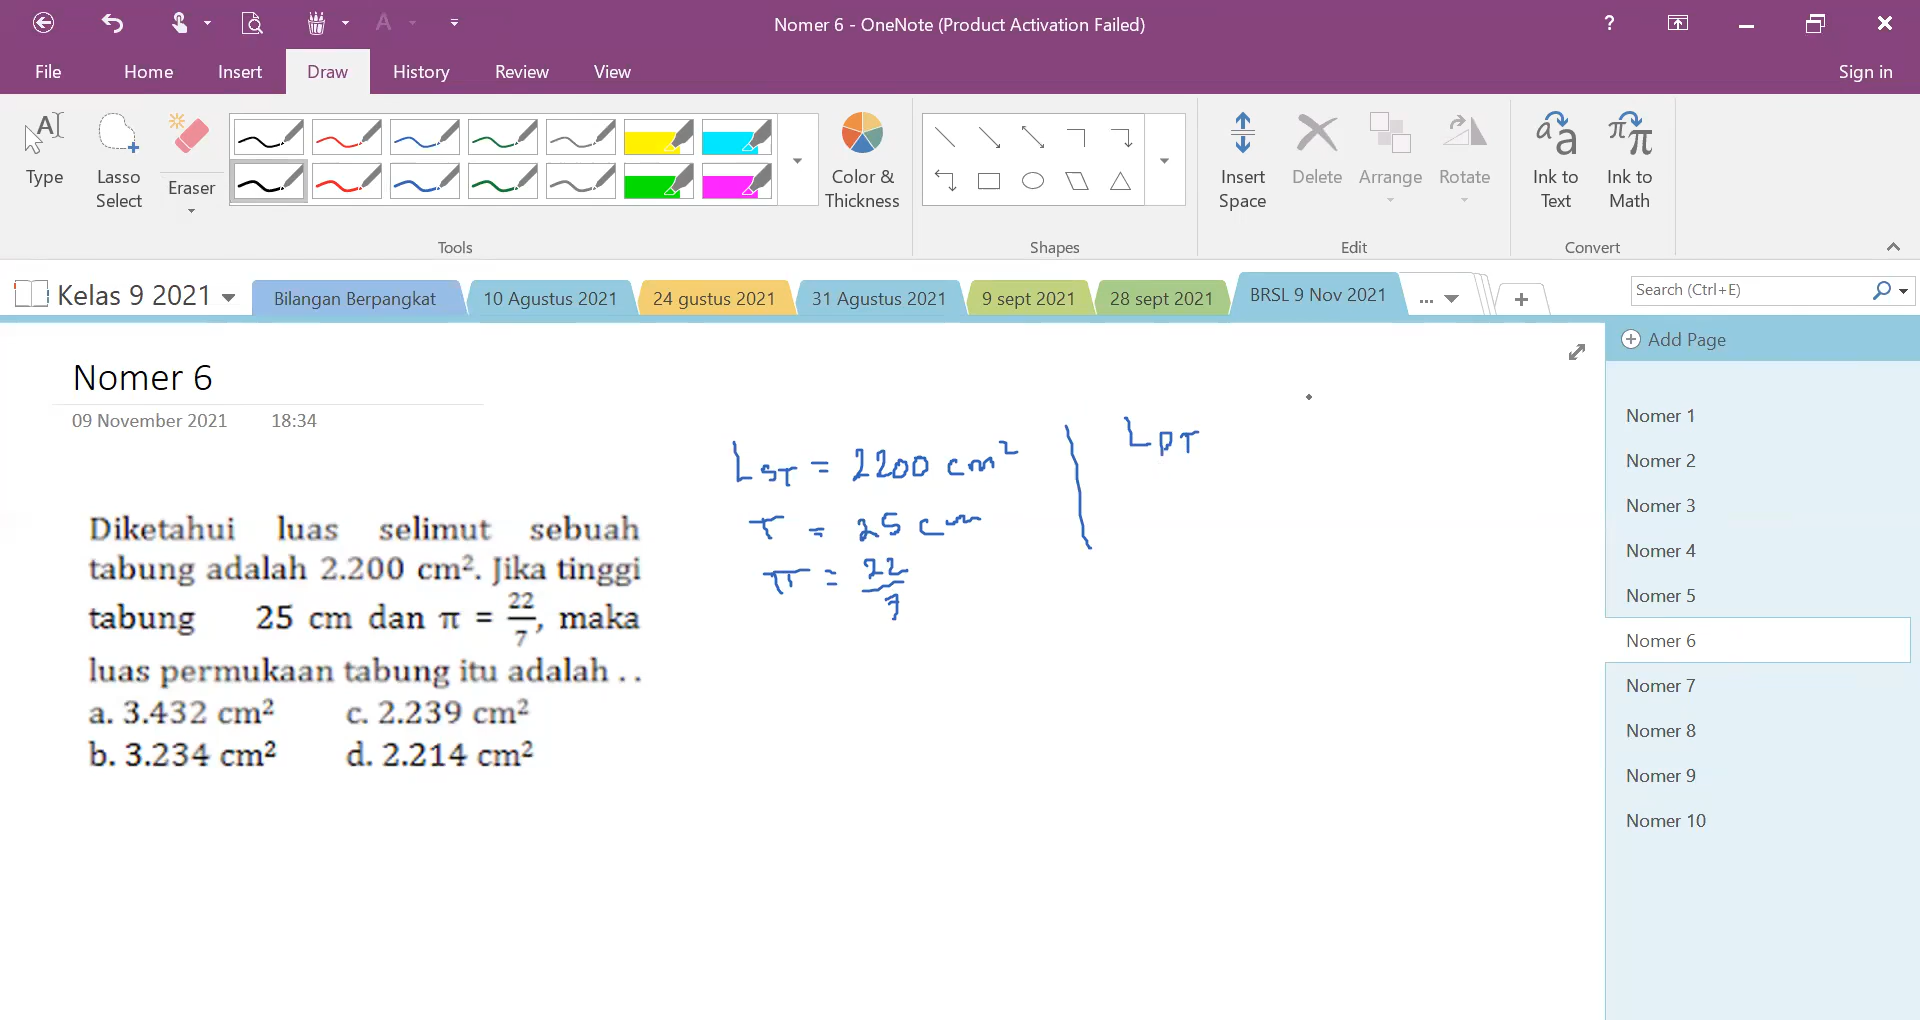 Nomer 6 - OneNote (Product Activation Failed)
?
File Home Insert Draw History Review View Sign in
Type
Lasso Select
Eraser
Color & Thickness
Insert Space
Delete
Arrange
Rotate
Ink to Text
Ink to Math
Tools Shapes Edit Convert
Kelas 9 2021
Bilangan Berpangkat
10 Agustus 2021
24 gustus 2021
31 Agustus 2021
9 sept 2021
28 sept 2021
BRSL 9 Nov 2021
...
Search (Ctrl+E)
Nomer 6
09 November 2021 18:34
Diketahui luas selimut sebuah
tabung adalah 2.200 cm². Jika tinggi
tabung 25 cm dan π = 22/7, maka
luas permukaan tabung itu adalah . .
a. 3.432 cm² c. 2.239 cm²
b. 3.234 cm² d. 2.214 cm²
LST = 2200 cm²
T = 25 cm
π = 22/7
LPT
Add Page
Nomer 1
Nomer 2
Nomer 3
Nomer 4
Nomer 5
Nomer 6
Nomer 7
Nomer 8
Nomer 9
Nomer 10